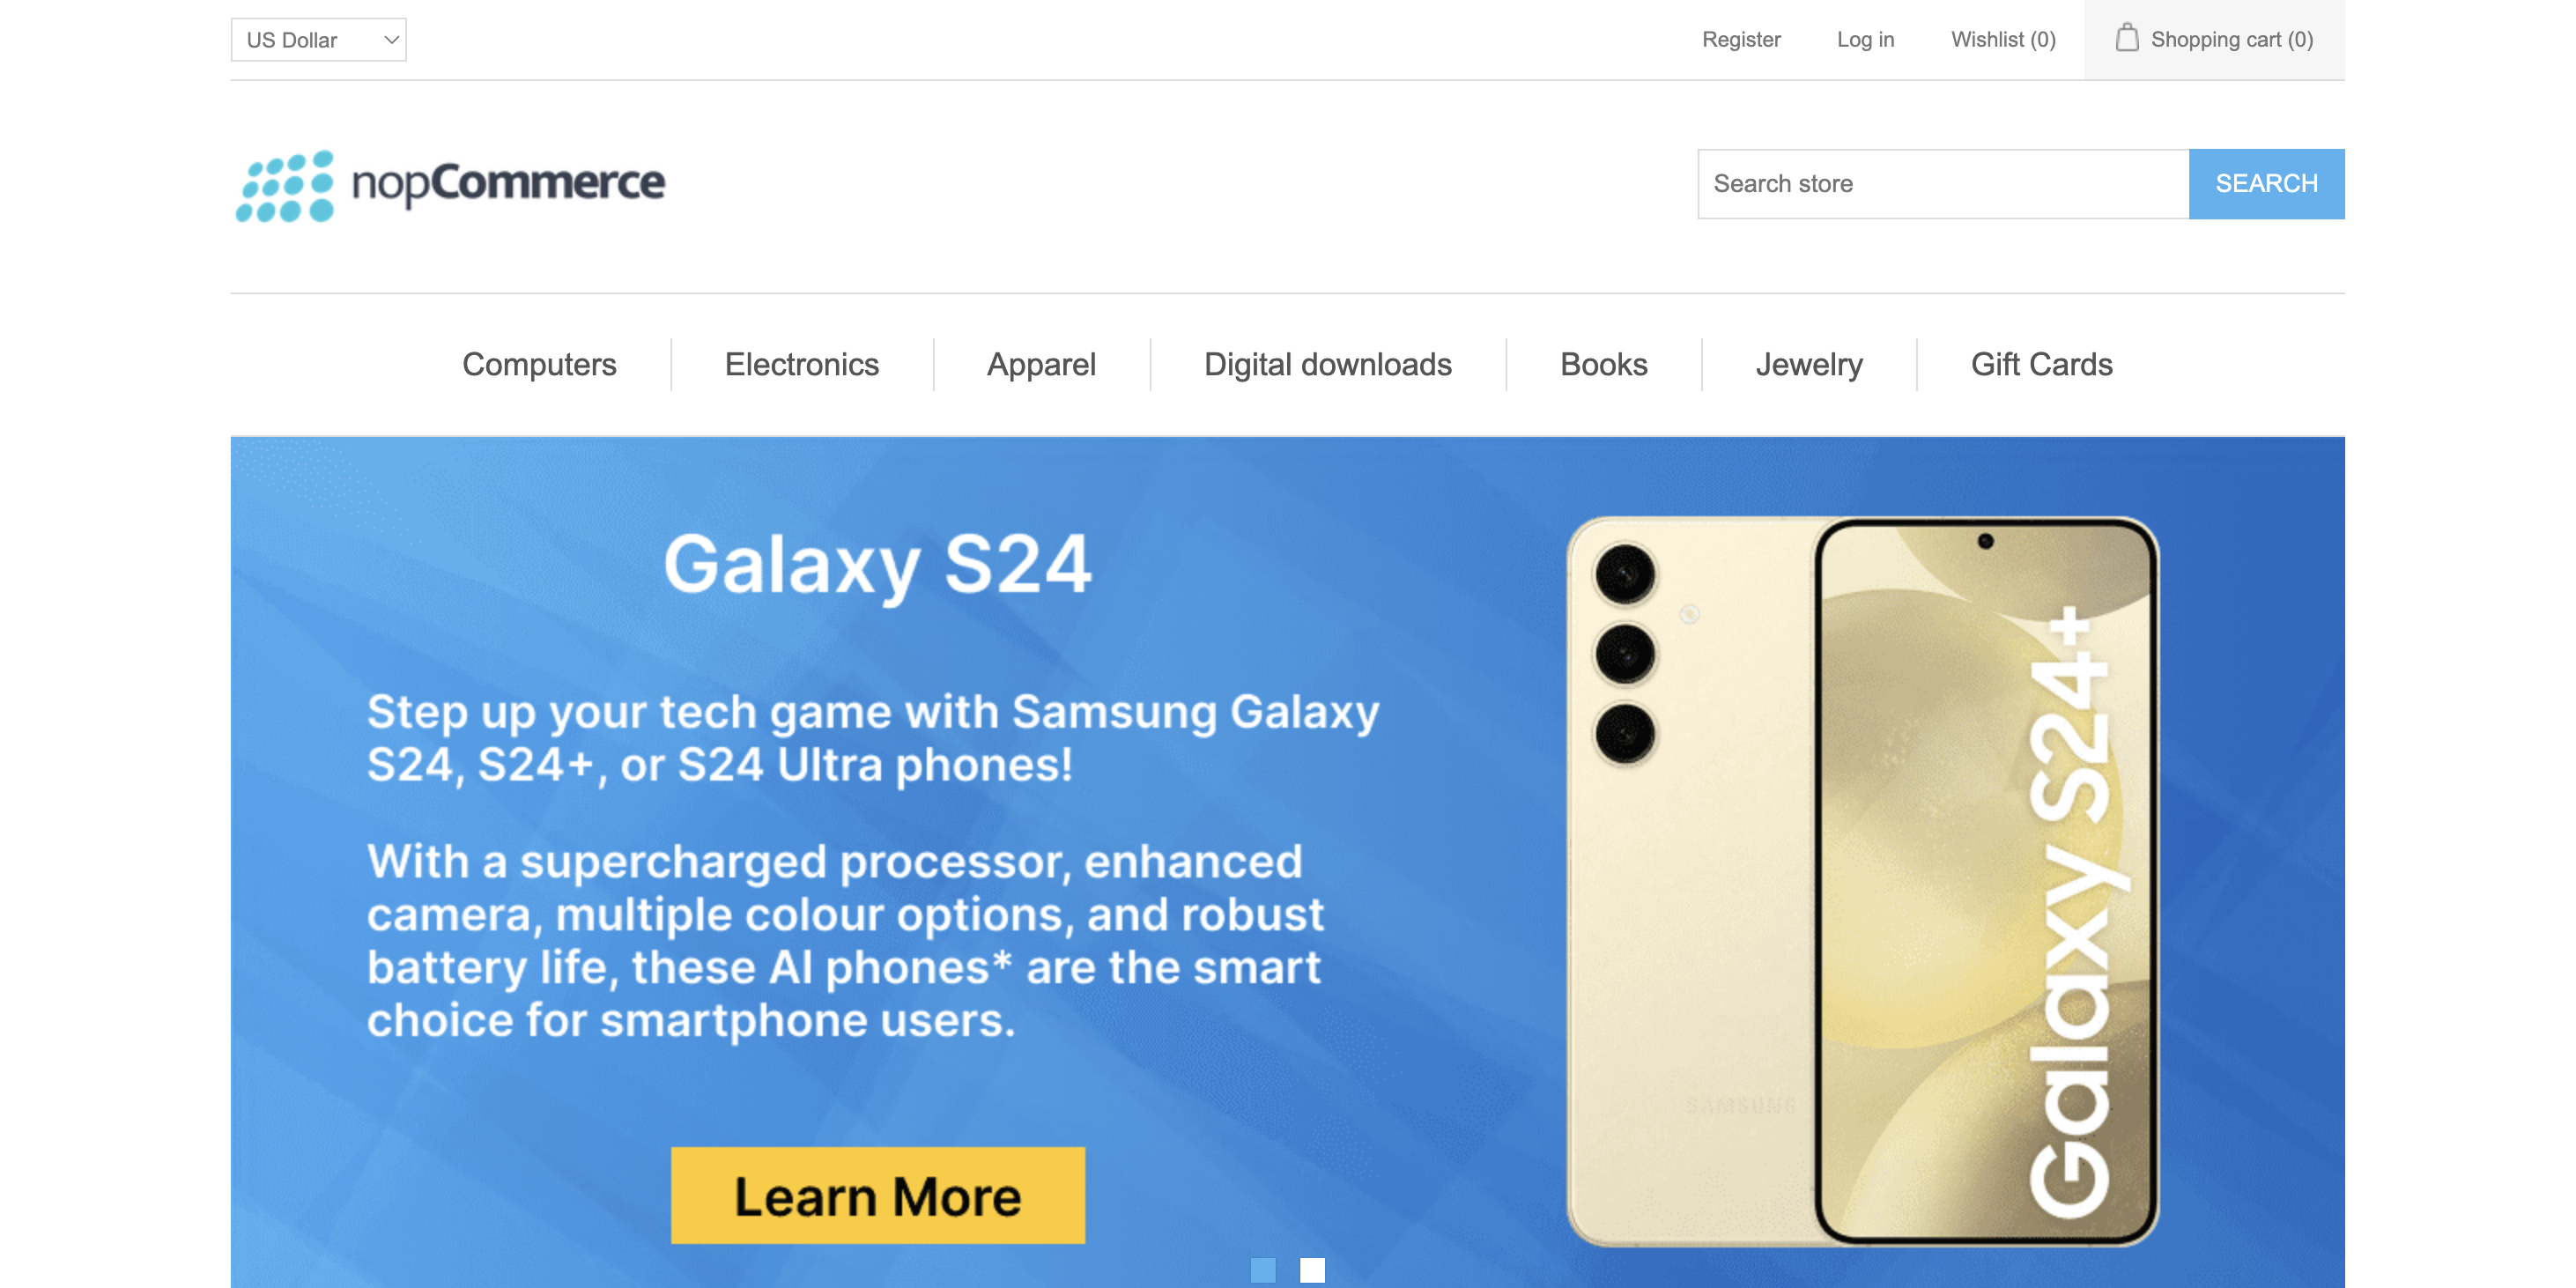 US Dollar
Register
Log in
Wishlist (0)
Shopping cart (0)
nopCommerce
Search store
SEARCH
Computers
Electronics
Apparel
Digital downloads
Books
Jewelry
Gift Cards
Galaxy S24
Step up your tech game with Samsung Galaxy
S24, S24+, or S24 Ultra phones!
With a supercharged processor, enhanced
camera, multiple colour options, and robust
battery life, these AI phones* are the smart
choice for smartphone users.
Learn More
SAMSUNG
Galaxy S24+